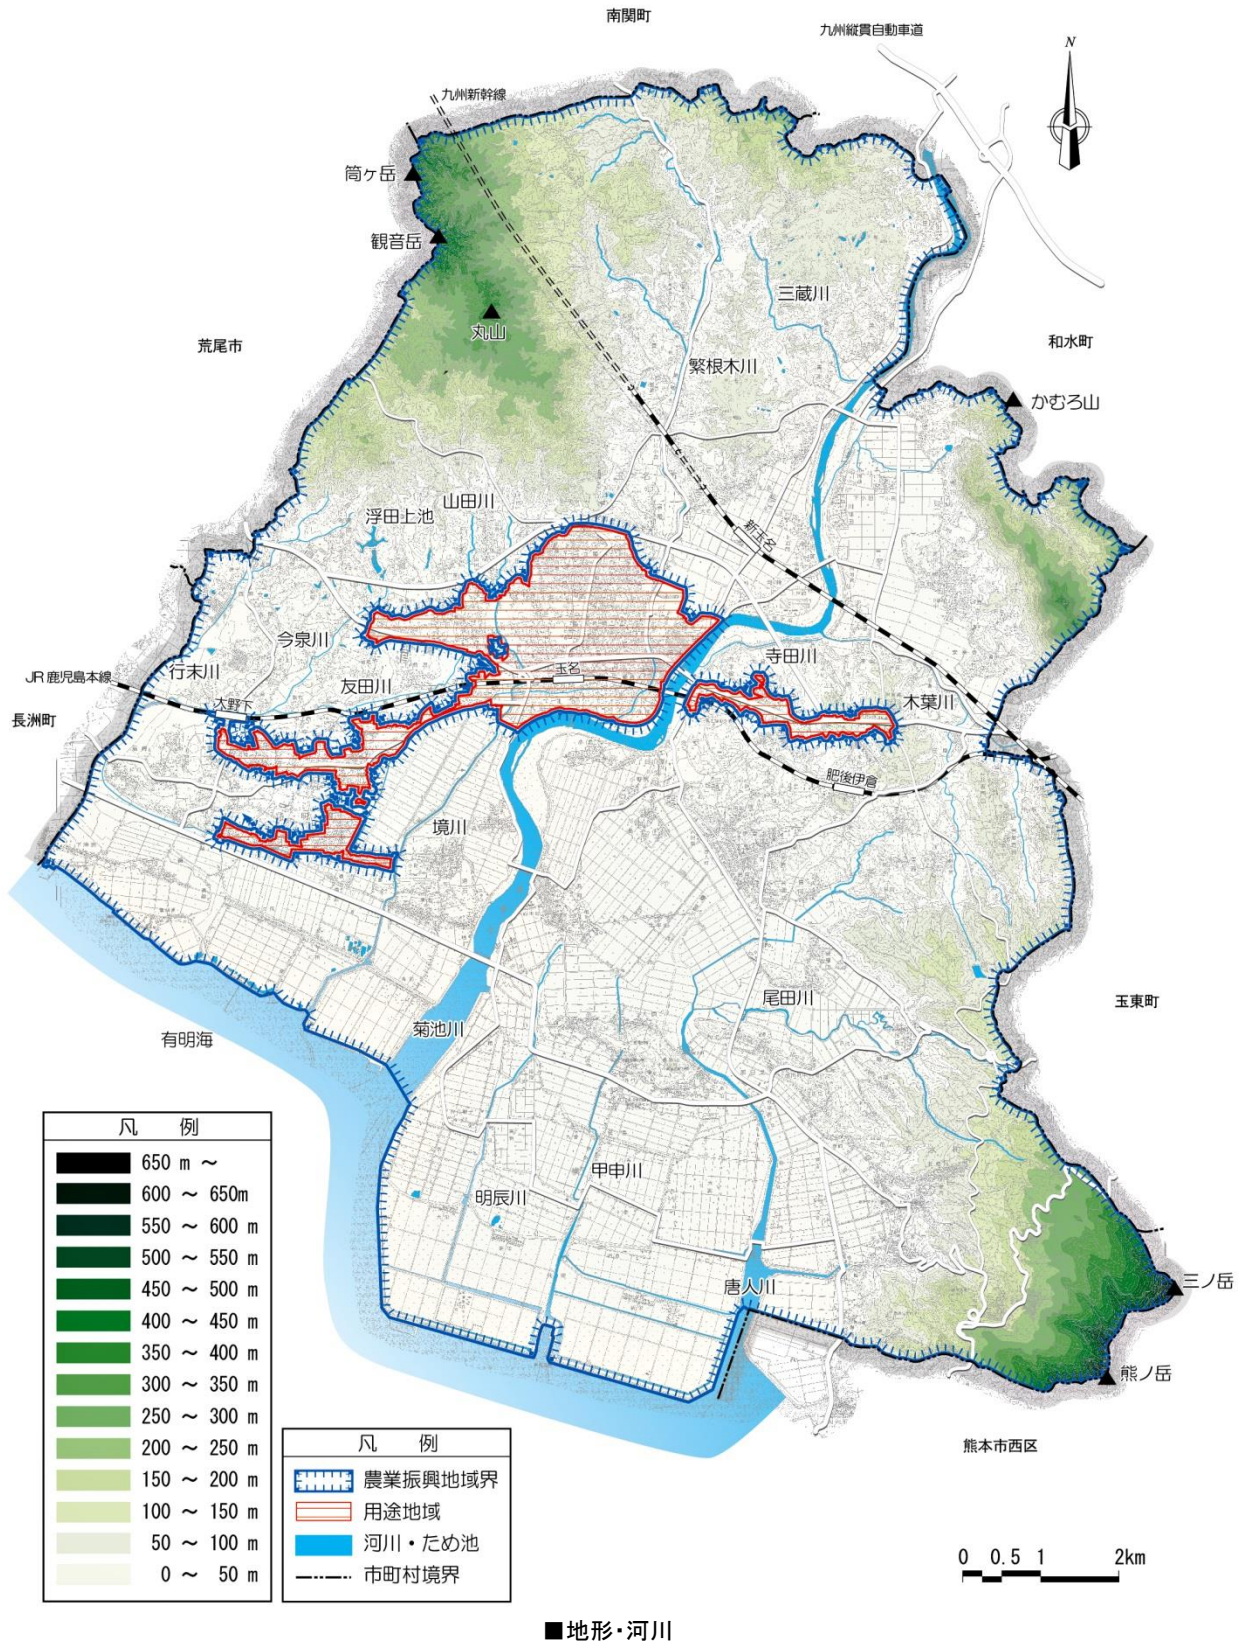 南関町
九州縦貫自動車道
N
九州新幹線
筒ヶ岳
観音岳
丸山
三蔵川
荒尾市
和水町
繁根木川
かむろ山
山田川
浮田上池
新玉名
今泉川
寺田川
行末川
玉名
JR鹿児島本線
友田川
木葉川
大野下
長洲町
肥後伊倉
境川
尾田川
玉東町
菊池川
有明海
甲申川
明辰川
唐人川
三ノ岳
熊ノ岳
熊本市西区
凡 例
650 m ～
600 ～ 650m
550 ～ 600 m
500 ～ 550 m
450 ～ 500 m
400 ～ 450 m
350 ～ 400 m
300 ～ 350 m
250 ～ 300 m
200 ～ 250 m
150 ～ 200 m
100 ～ 150 m
50 ～ 100 m
0 ～ 50 m
凡 例
農業振興地域界
用途地域
河川・ため池
市町村境界
0 0.5 1 2km
■地形・河川